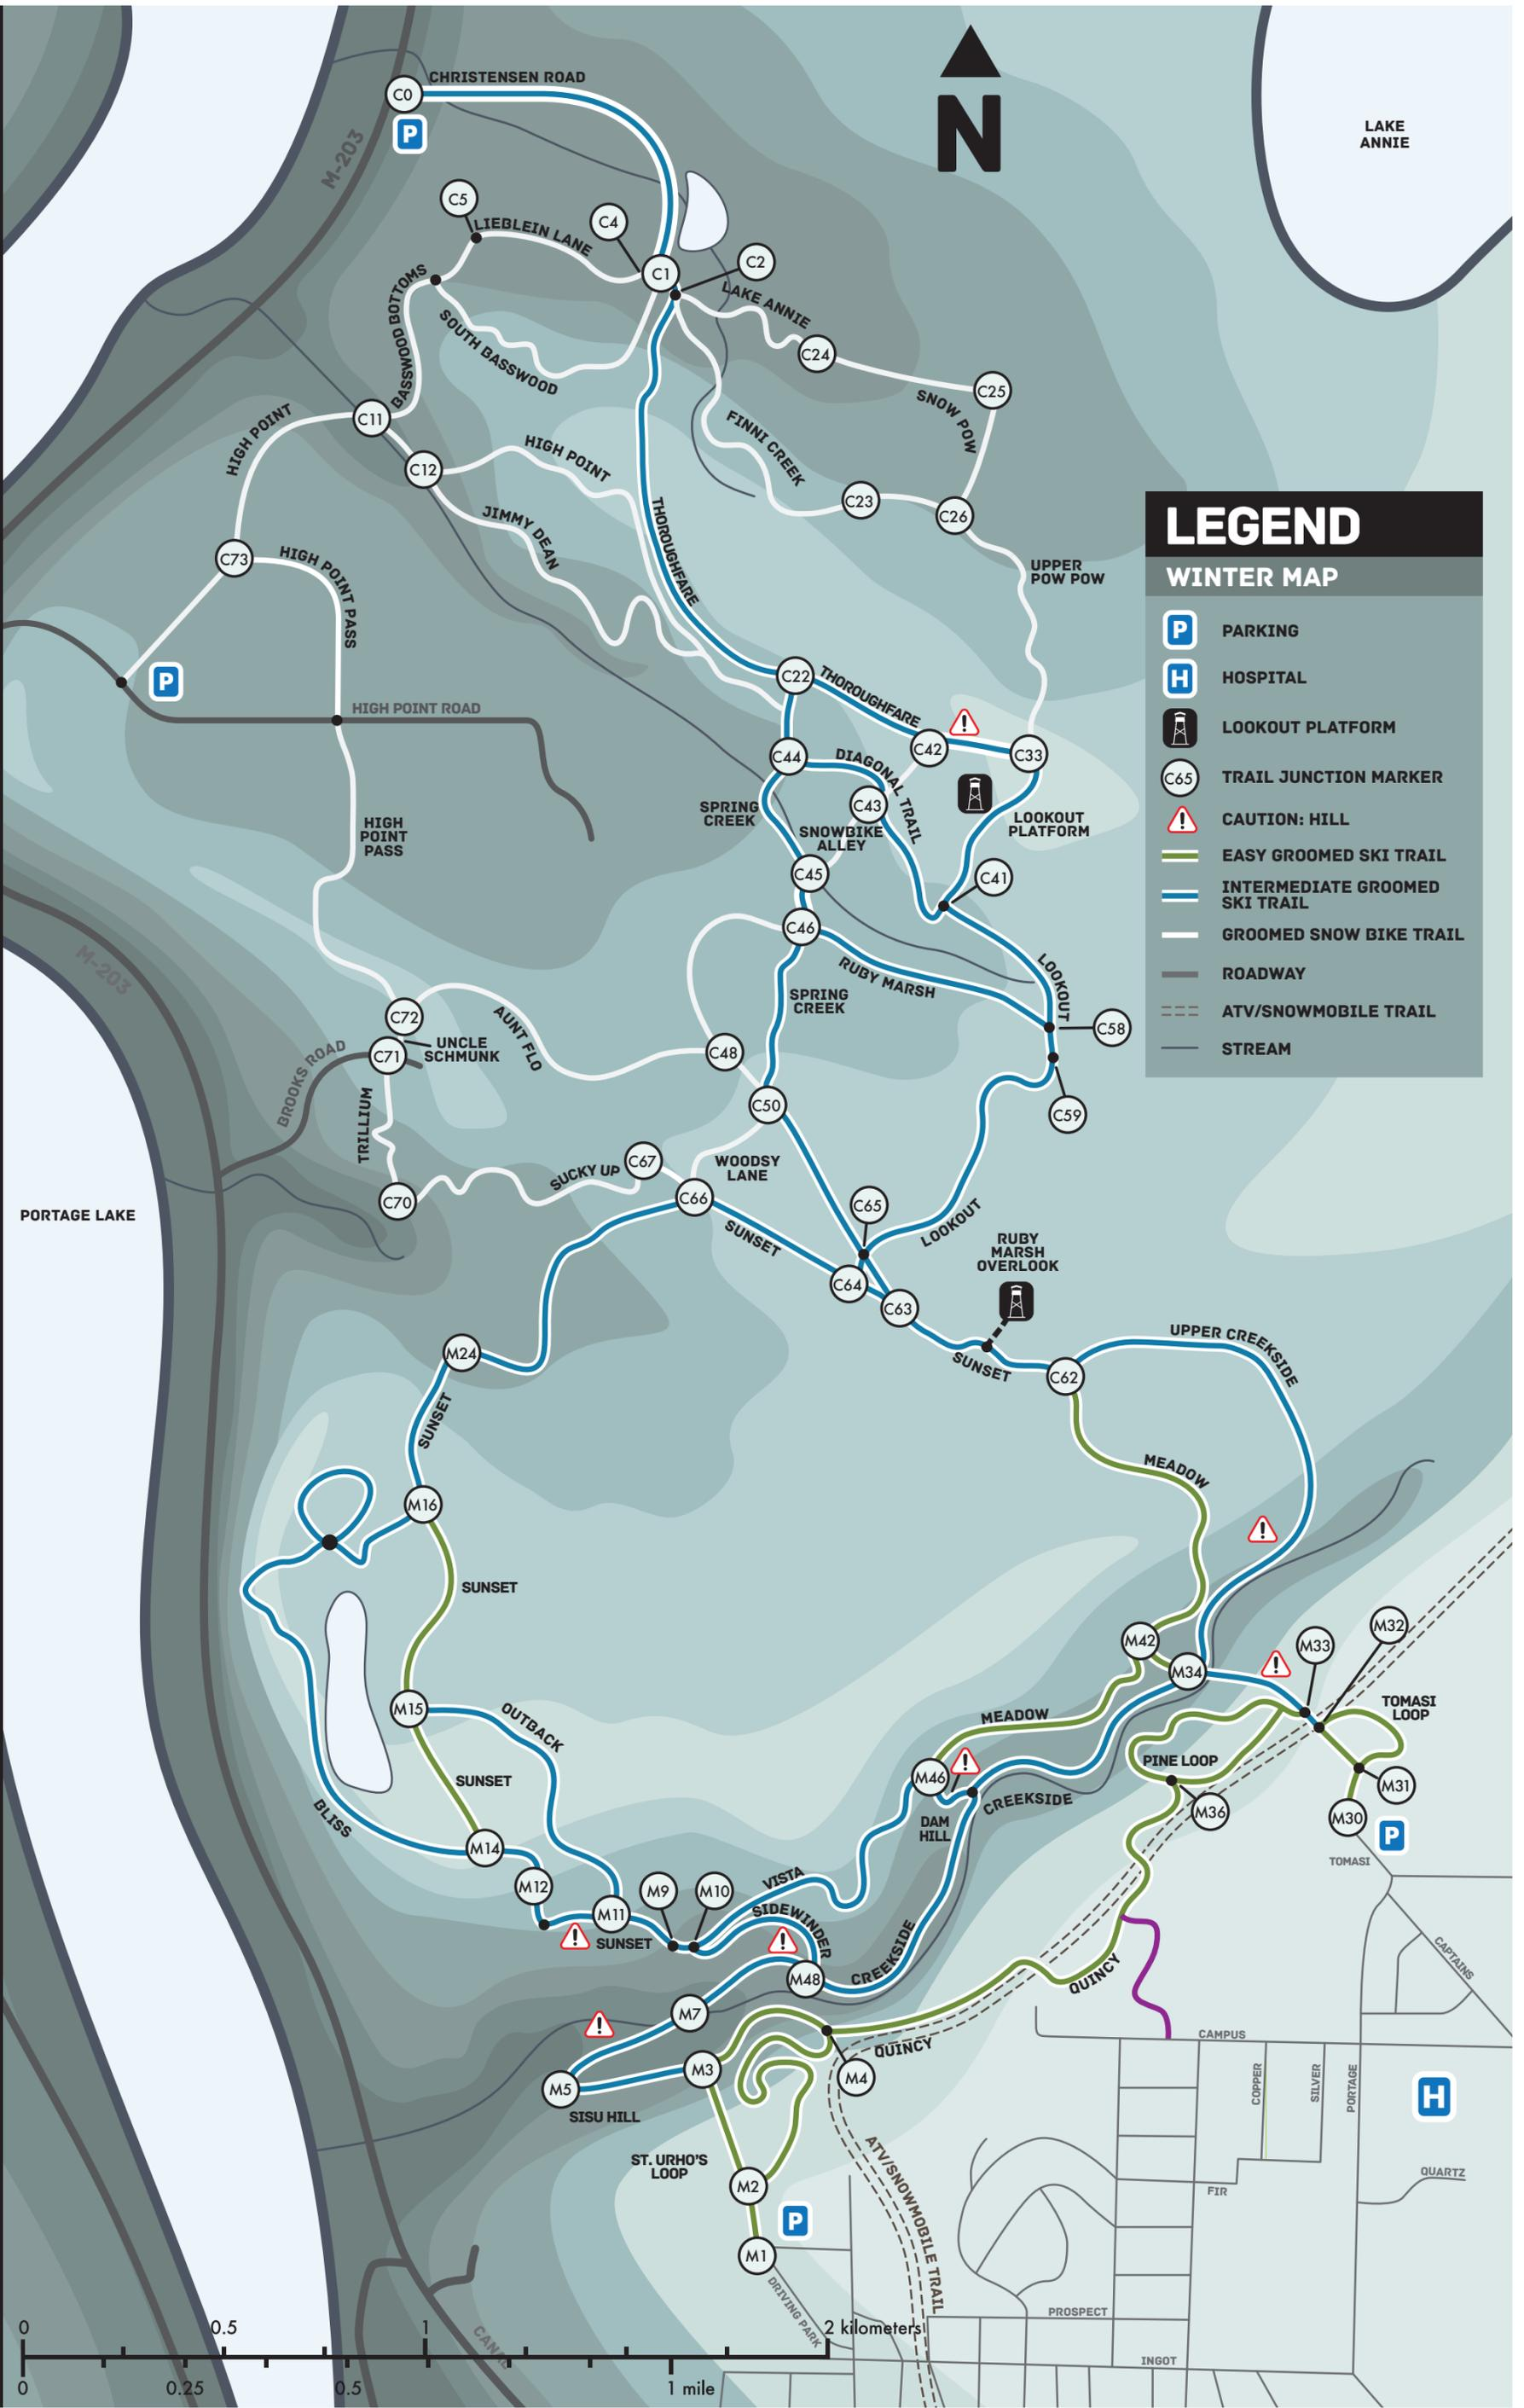 CHRISTENSEN ROAD
C0
P
M-203
N
LAKE
ANNIE
C5
LIEBLEIN LANE
C4
C1
C2
LAKE ANNIE
C24
BASSWOOD BOTTOMS
SOUTH BASSWOOD
C25
SNOW POW
C11
HIGH POINT
C12
HIGH POINT
FINNI CREEK
C23
C26
JIMMY DEAN
THOROUGHFARE
C73
HIGH POINT PASS
UPPER
POW POW
P
HIGH POINT ROAD
C22
THOROUGHFARE
C42
C33
C44
DIAGONAL TRAIL
C43
SPRING
CREEK
SNOWBIKE
ALLEY
LOOKOUT
PLATFORM
HIGH
POINT
PASS
C45
C41
C46
RUBY MARSH
LOOKOUT
SPRING
CREEK
C58
C59
M-203
C72
UNCLE
SCHMUNK
C71
BROOKS ROAD
AUNT FLO
C48
C50
TRILLIUM
C70
SUCKY UP
C67
WOODSY
LANE
C66
SUNSET
C65
LOOKOUT
C64
C63
RUBY
MARSH
OVERLOOK
SUNSET
C62
UPPER CREEKSIDE
PORTAGE LAKE
LEGEND
WINTER MAP
P PARKING
H HOSPITAL
LOOKOUT PLATFORM
C65 TRAIL JUNCTION MARKER
! CAUTION: HILL
EASY GROOMED SKI TRAIL
INTERMEDIATE GROOMED
SKI TRAIL
GROOMED SNOW BIKE TRAIL
ROADWAY
ATV/SNOWMOBILE TRAIL
STREAM
M24
SUNSET
M16
SUNSET
MEADOW
M42
M34
M33
M32
TOMASI
LOOP
M15
OUTBACK
MEADOW
PINE LOOP
SUNSET
M46
DAM
HILL
CREEKSIDE
M36
M31
M30
P
TOMASI
BLISS
M14
M12
M11
SUNSET
M9
M10
VISTA
SIDEWINDER
M48
CREEKSIDE
CAPTAINS
QUINCY
M7
QUINCY
CAMPUS
M5
SISU HILL
M3
M4
COPPER
SILVER
PORTAGE
H
ST. URHO'S
LOOP
M2
P
M1
DRIVING PARK
ATV/SNOWMOBILE TRAIL
FIR
QUARTZ
PROSPECT
INGOT
CANAL
0 0.5 1 2 kilometers
0 0.25 0.5 1 mile